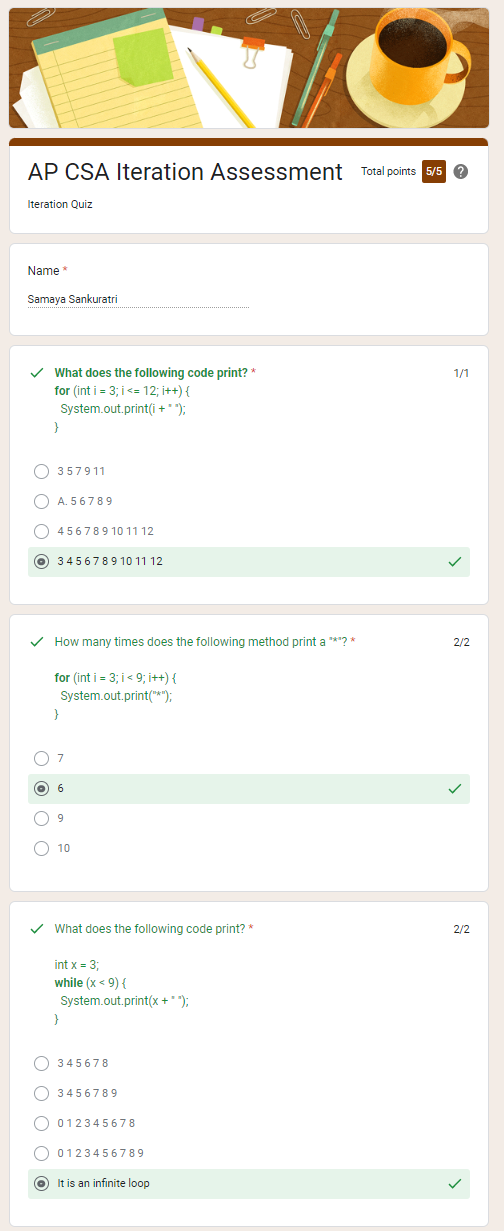 AP CSA Iteration Assessment
Total points 5/5 ?
Iteration Quiz
Name *
Samaya Sankuratri
What does the following code print? * 1/1
for (int i = 3; i <= 12; i++) {
System.out.print(i + " ");
}
3 5 7 9 11
A. 5 6 7 8 9
4 5 6 7 8 9 10 11 12
3 4 5 6 7 8 9 10 11 12
How many times does the following method print a "*"? * 2/2
for (int i = 3; i < 9; i++) {
System.out.print("*");
}
7
6
9
10
What does the following code print? * 2/2
int x = 3;
while (x < 9) {
System.out.print(x + " ");
}
3 4 5 6 7 8
3 4 5 6 7 8 9
0 1 2 3 4 5 6 7 8
0 1 2 3 4 5 6 7 8 9
It is an infinite loop